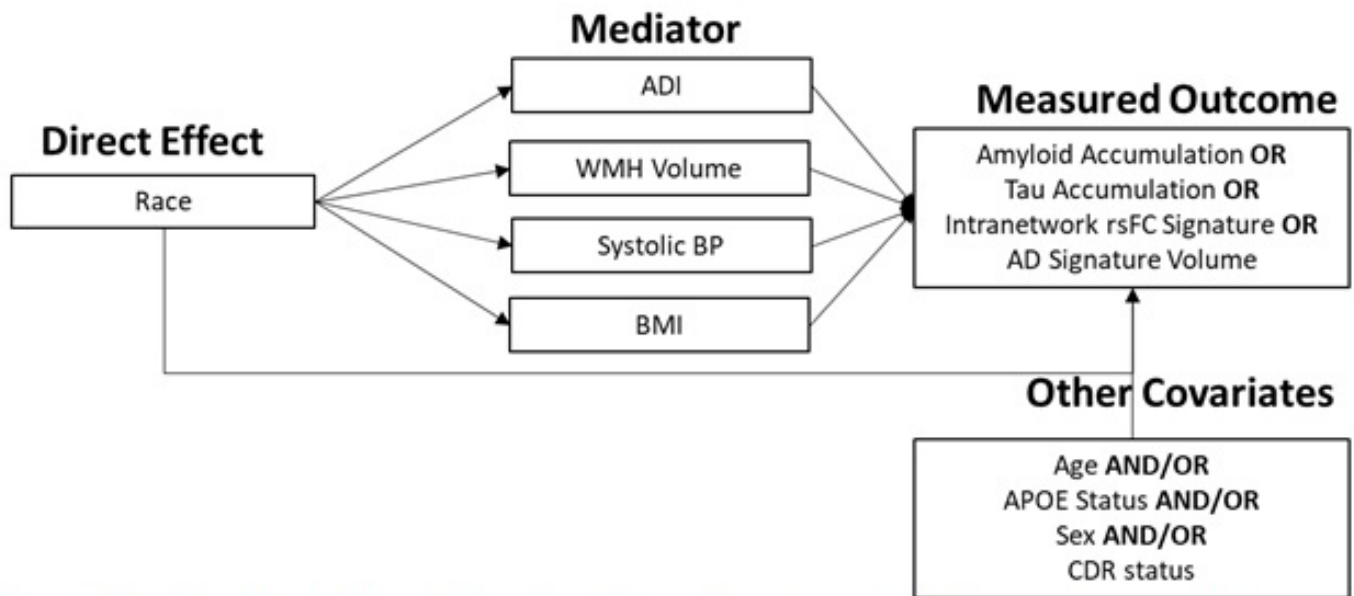 Mediator
ADI
WMH Volume
Systolic BP
BMI
Direct Effect
Race
Measured Outcome
Amyloid Accumulation OR
Tau Accumulation OR
Intranetwork rsFC Signature OR
AD Signature Volume
Other Covariates
Age AND/OR
APOE Status AND/OR
Sex AND/OR
CDR status